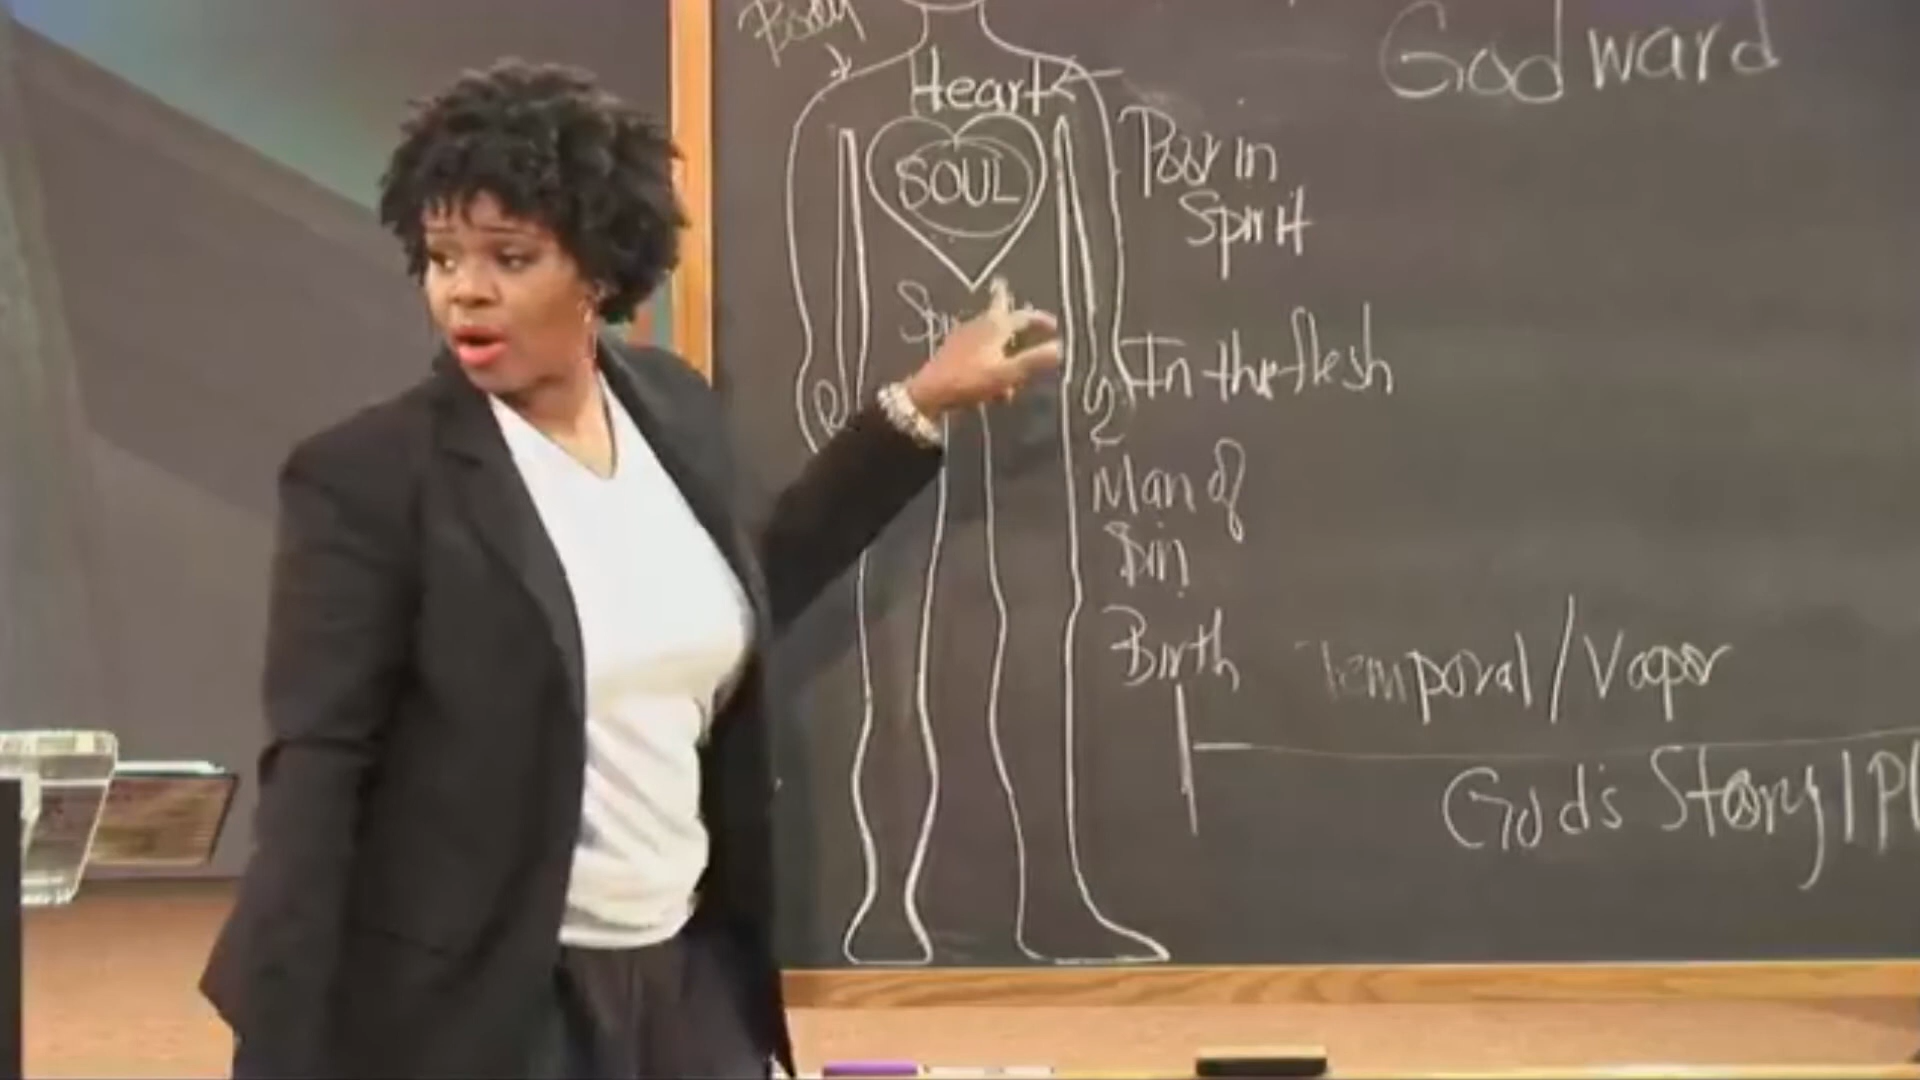 Body
Godward
Heart
SOUL
Poor in
Spirit
In the flesh
Man of
Sin
Birth
Temporal/Vapor
God's Story